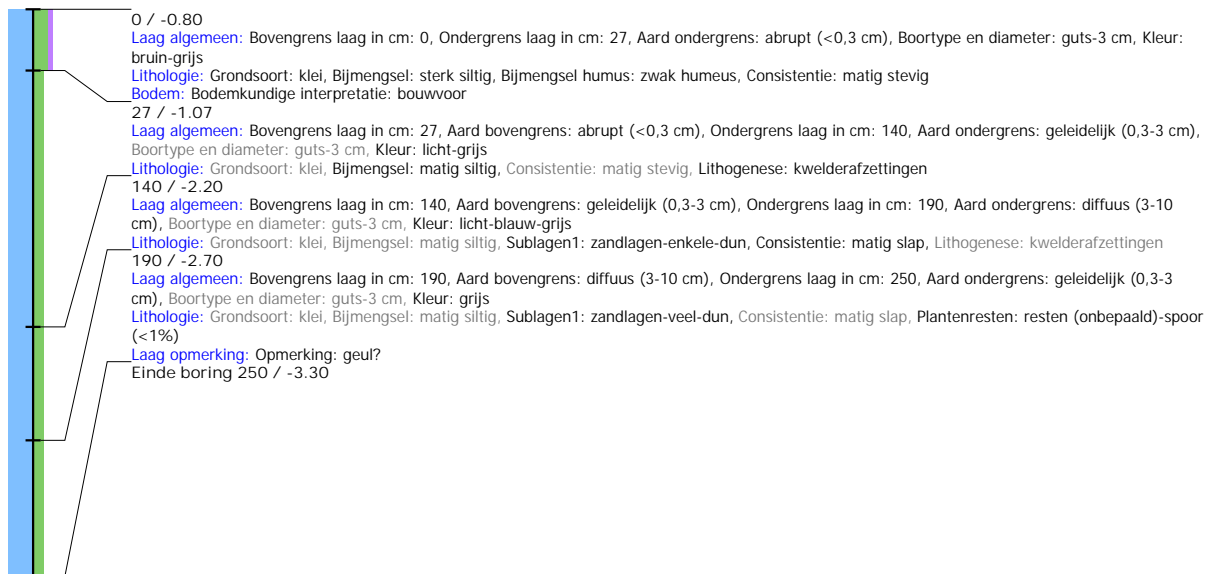 0 / -0.80
Laag algemeen: Bovengrens laag in cm: 0, Ondergrens laag in cm: 27, Aard ondergrens: abrupt (<0,3 cm), Boortype en diameter: guts-3 cm, Kleur:
bruin-grijs
Lithologie: Grondsoort: klei, Bijmengsel: sterk siltig, Bijmengsel humus: zwak humeus, Consistentie: matig stevig
Bodem: Bodemkundige interpretatie: bouwvoor
27 / -1.07
Laag algemeen: Bovengrens laag in cm: 27, Aard bovengrens: abrupt (<0,3 cm), Ondergrens laag in cm: 140, Aard ondergrens: geleidelijk (0,3-3 cm),
Boortype en diameter: guts-3 cm, Kleur: licht-grijs
Lithologie: Grondsoort: klei, Bijmengsel: matig siltig, Consistentie: matig stevig, Lithogenese: kwelderafzettingen
140 / -2.20
Laag algemeen: Bovengrens laag in cm: 140, Aard bovengrens: geleidelijk (0,3-3 cm), Ondergrens laag in cm: 190, Aard ondergrens: diffuus (3-10
cm), Boortype en diameter: guts-3 cm, Kleur: licht-blauw-grijs
Lithologie: Grondsoort: klei, Bijmengsel: matig siltig, Sublagen1: zandlagen-enkele-dun, Consistentie: matig slap, Lithogenese: kwelderafzettingen
190 / -2.70
Laag algemeen: Bovengrens laag in cm: 190, Aard bovengrens: diffuus (3-10 cm), Ondergrens laag in cm: 250, Aard ondergrens: geleidelijk (0,3-3
cm), Boortype en diameter: guts-3 cm, Kleur: grijs
Lithologie: Grondsoort: klei, Bijmengsel: matig siltig, Sublagen1: zandlagen-veel-dun, Consistentie: matig slap, Plantenresten: resten (onbepaald)-spoor
(<1%)
Laag opmerking: Opmerking: geul?
Einde boring 250 / -3.30